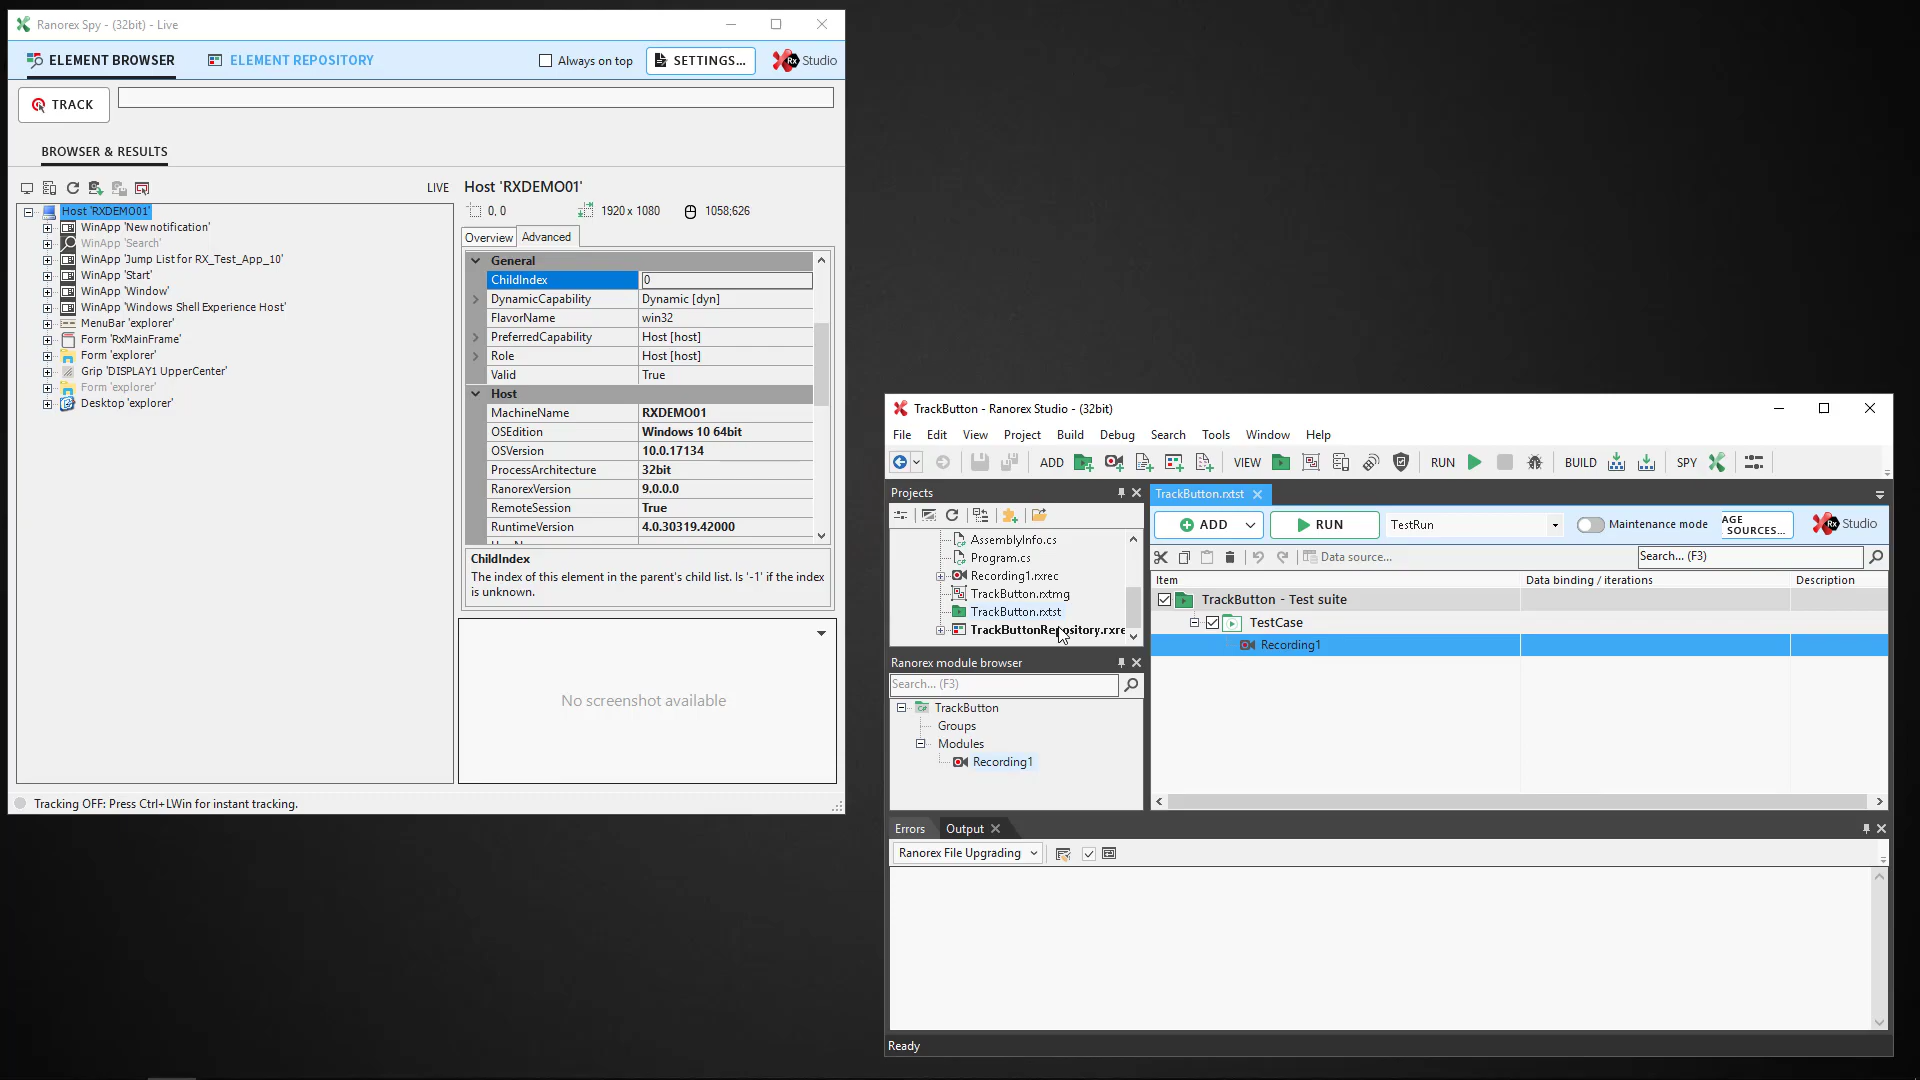 Ranorex Spy - (32bit) - Live
ELEMENT BROWSER
ELEMENT REPOSITORY
Always on top
SETTINGS...
Rx Studio
TRACK
BROWSER & RESULTS
LIVE
Host 'RXDEMO01'
WinApp 'New notification'
WinApp 'Search'
WinApp 'Jump List for RX_Test_App_10'
WinApp 'Start'
WinApp 'Window'
WinApp 'Windows Shell Experience Host'
MenuBar 'explorer'
Form 'RxMainFrame'
Form 'explorer'
Grip 'DISPLAY1 UpperCenter'
Form 'explorer'
Desktop 'explorer'
Host 'RXDEMO01'
0, 0
1920 x 1080
1058;626
Overview
Advanced
General
ChildIndex 0
DynamicCapability Dynamic [dyn]
FlavorName win32
PreferredCapability Host [host]
Role Host [host]
Valid True
Host
MachineName RXDEMO01
OSEdition Windows 10 64bit
OSVersion 10.0.17134
ProcessArchitecture 32bit
RanorexVersion 9.0.0.0
RemoteSession True
RuntimeVersion 4.0.30319.42000
ChildIndex
The index of this element in the parent's child list. Is '-1' if the index
is unknown.
No screenshot available
Tracking OFF: Press Ctrl+LWin for instant tracking.
TrackButton - Ranorex Studio - (32bit)
File Edit View Project Build Debug Search Tools Window Help
ADD VIEW RUN BUILD SPY
Projects
AssemblyInfo.cs
Program.cs
Recording1.rxrec
TrackButton.rxtmg
TrackButton.rxtst
TrackButtonRepository.rxre
Ranorex module browser
Search... (F3)
TrackButton
Groups
Modules
Recording1
TrackButton.rxtst
ADD
RUN
TestRun
Maintenance mode
AGE
SOURCES...
Rx Studio
Data source...
Search... (F3)
Item
Data binding / iterations
Description
TrackButton - Test suite
TestCase
Recording1
Errors
Output
Ranorex File Upgrading
Ready